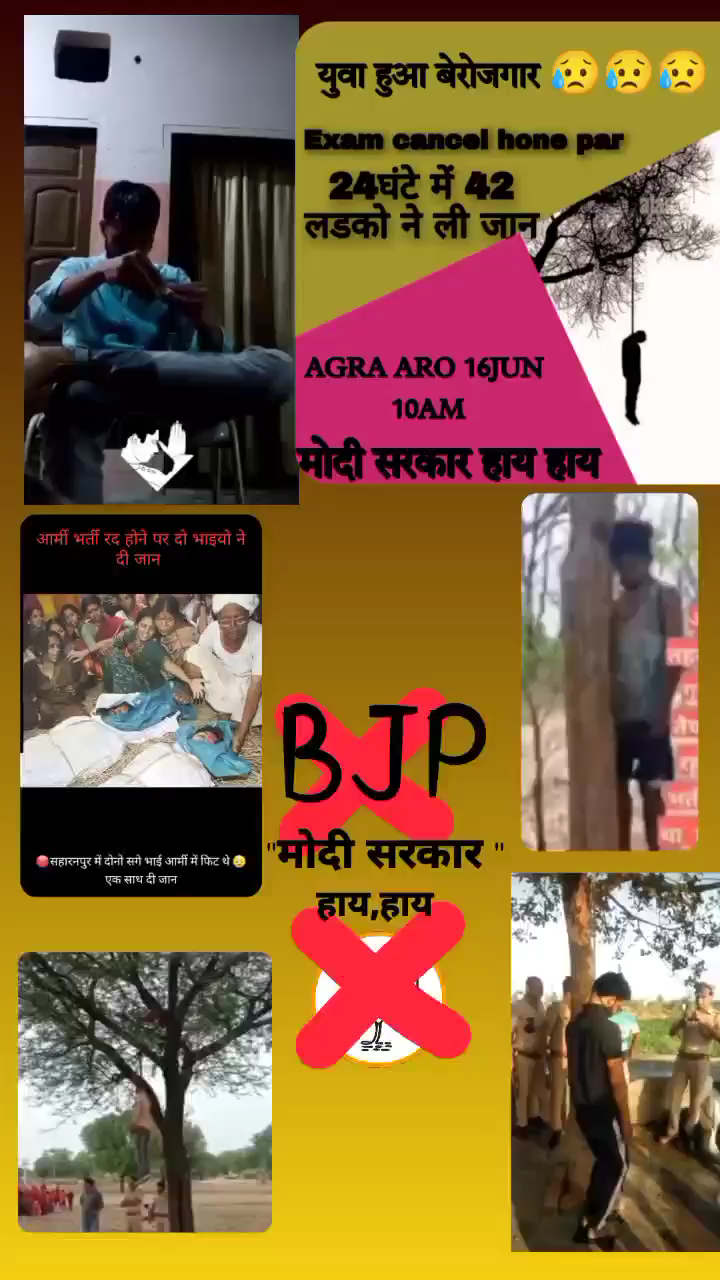 युवा हुआ बेरोजगार 😥😥😥
Exam cancel hone par
24घंटे में 42
लडको ने ली जान
AGRA ARO 16JUN
10AM
मोदी सरकार हाय हाय
आर्मी भर्ती रद होने पर दो भाइयो ने
दी जान
🔴सहारनपुर में दोनो सगे भाई आर्मी में फिट थे😢
एक साथ दी जान
BJP
"मोदी सरकार "
हाय,हाय